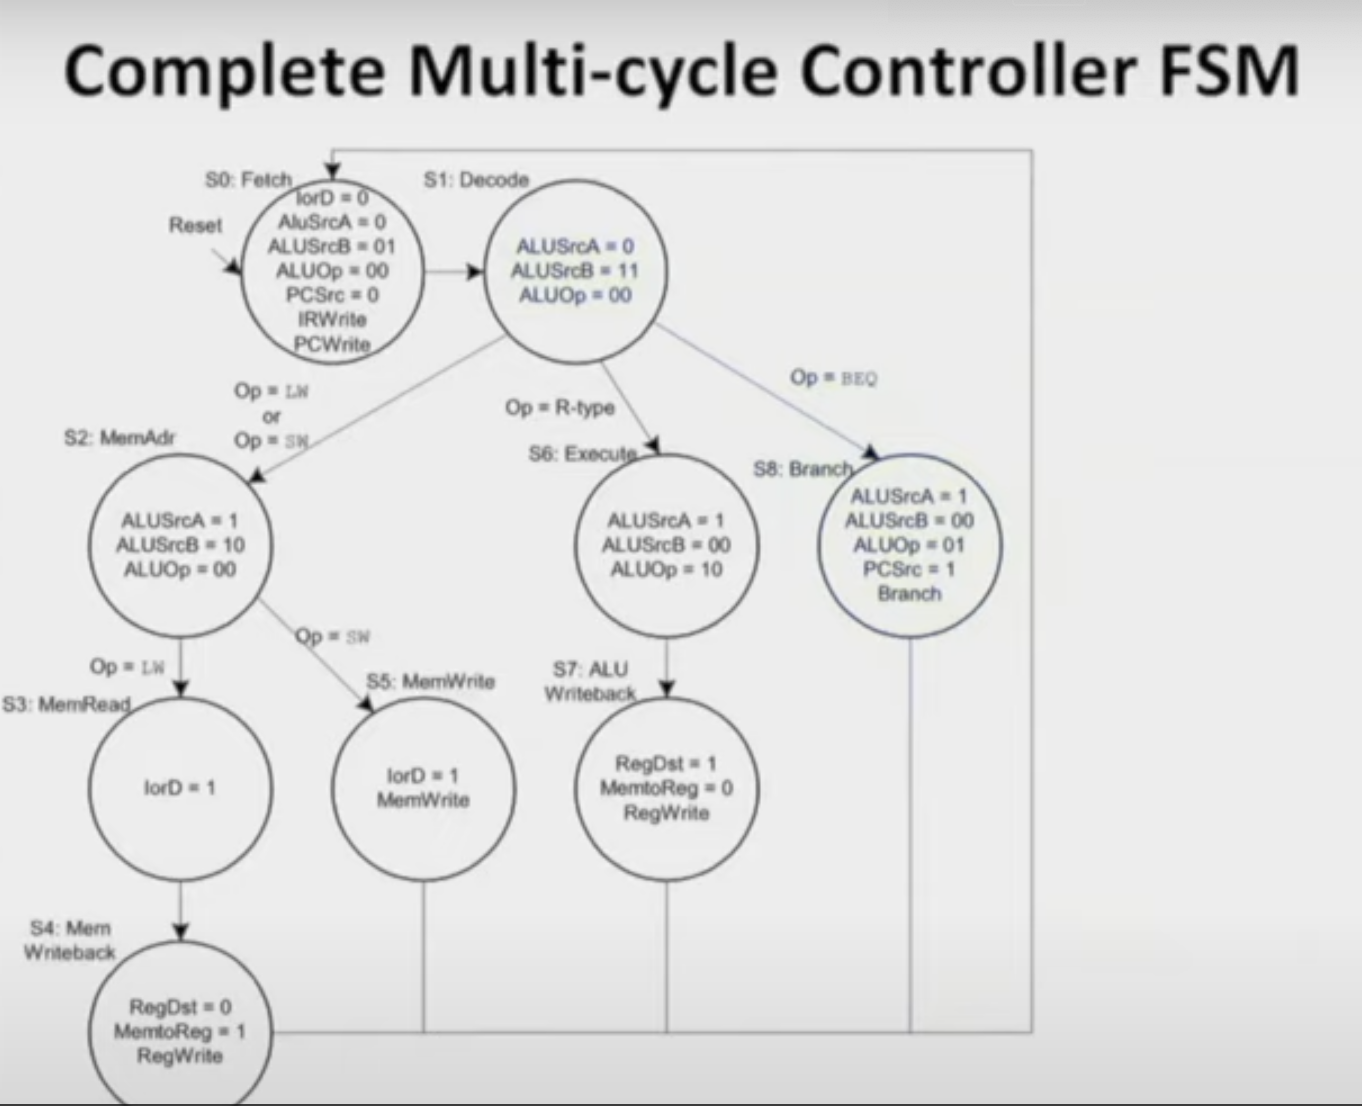 Complete Multi-cycle Controller FSM
S0: Fetch
S1: Decode
Reset
IorD = 0
AluSrcA = 0
ALUSrcB = 01
ALUOp = 00
PCSrc = 0
IRWrite
PCWrite
ALUSrcA = 0
ALUSrcB = 11
ALUOp = 00
Op = LW
or
Op = SW
Op = R-type
Op = BEQ
S2: MemAdr
S6: Execute
S8: Branch
ALUSrcA = 1
ALUSrcB = 10
ALUOp = 00
ALUSrcA = 1
ALUSrcB = 00
ALUOp = 10
ALUSrcA = 1
ALUSrcB = 00
ALUOp = 01
PCSrc = 1
Branch
Op = LW
Op = SW
S3: MemRead
S5: MemWrite
S7: ALU
Writeback
IorD = 1
IorD = 1
MemWrite
RegDst = 1
MemtoReg = 0
RegWrite
S4: Mem
Writeback
RegDst = 0
MemtoReg = 1
RegWrite